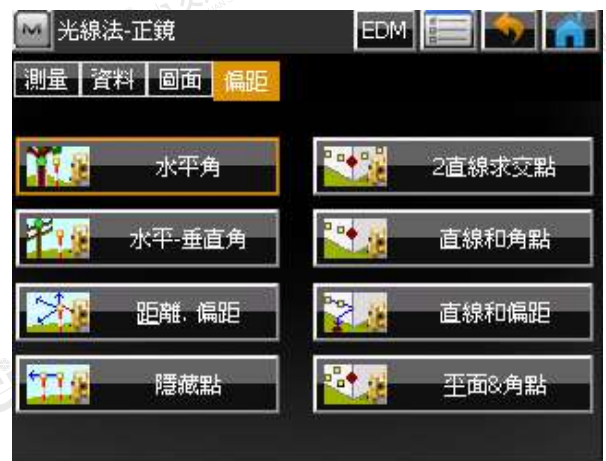 光線法-正鏡 EDM
測量 資料 圖面 偏距
水平角 2直線求交點
水平-垂直角 直線和角點
距離. 偏距 直線和偏距
隱藏點 平面&角點